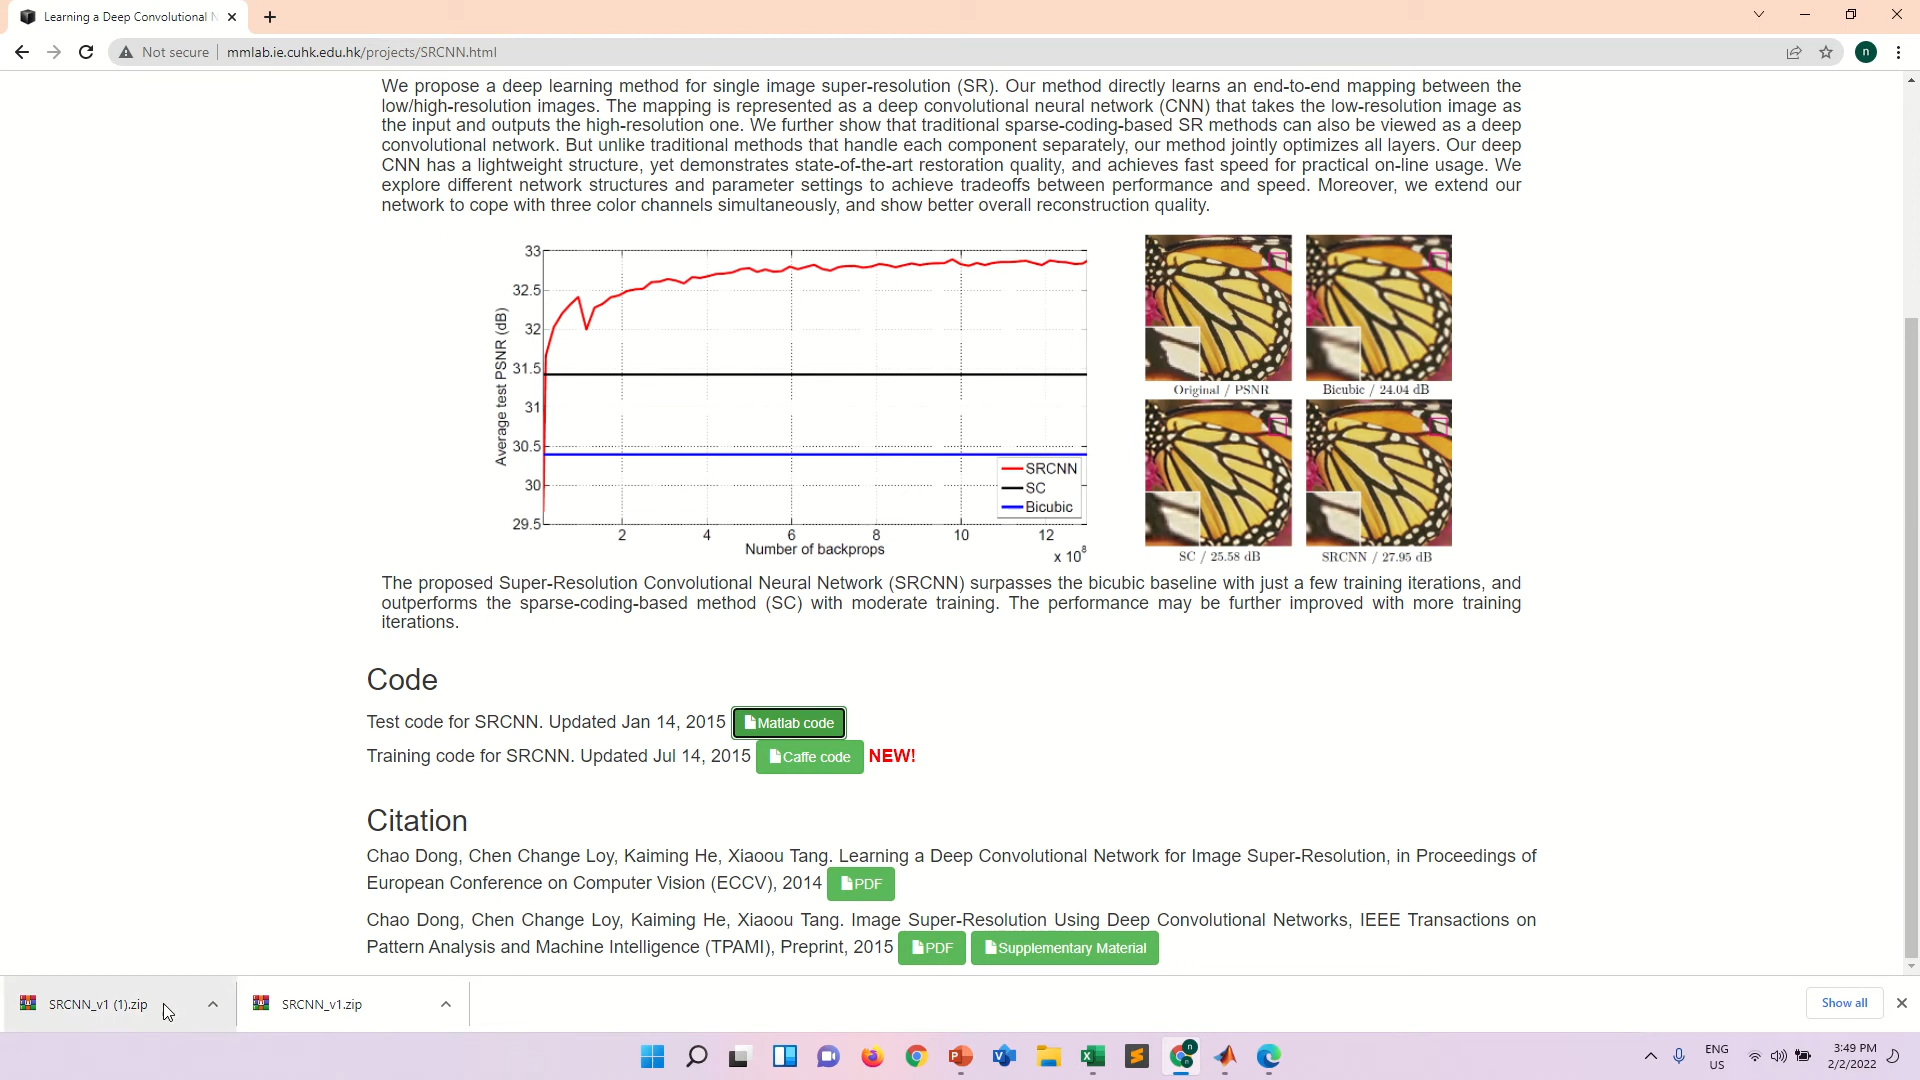 Learning a Deep Convolutional N
Not secure
mmlab.ie.cuhk.edu.hk/projects/SRCNN.html
n
We propose a deep learning method for single image super-resolution (SR). Our method directly learns an end-to-end mapping between the
low/high-resolution images. The mapping is represented as a deep convolutional neural network (CNN) that takes the low-resolution image as
the input and outputs the high-resolution one. We further show that traditional sparse-coding-based SR methods can also be viewed as a deep
convolutional network. But unlike traditional methods that handle each component separately, our method jointly optimizes all layers. Our deep
CNN has a lightweight structure, yet demonstrates state-of-the-art restoration quality, and achieves fast speed for practical on-line usage. We
explore different network structures and parameter settings to achieve tradeoffs between performance and speed. Moreover, we extend our
network to cope with three color channels simultaneously, and show better overall reconstruction quality.
33
32.5
32
31.5
31
30.5
30
29.5
Average test PSNR (dB)
SRCNN
SC
Bicubic
2 4 6 8 10 12
Number of backprops
x 10⁸
Original / PSNR
Bicubic / 24.04 dB
SC / 25.58 dB
SRCNN / 27.95 dB
The proposed Super-Resolution Convolutional Neural Network (SRCNN) surpasses the bicubic baseline with just a few training iterations, and
outperforms the sparse-coding-based method (SC) with moderate training. The performance may be further improved with more training
iterations.
Code
Test code for SRCNN. Updated Jan 14, 2015 Matlab code
Training code for SRCNN. Updated Jul 14, 2015 Caffe code NEW!
Citation
Chao Dong, Chen Change Loy, Kaiming He, Xiaoou Tang. Learning a Deep Convolutional Network for Image Super-Resolution, in Proceedings of
European Conference on Computer Vision (ECCV), 2014 PDF
Chao Dong, Chen Change Loy, Kaiming He, Xiaoou Tang. Image Super-Resolution Using Deep Convolutional Networks, IEEE Transactions on
Pattern Analysis and Machine Intelligence (TPAMI), Preprint, 2015 PDF Supplementary Material
SRCNN_v1 (1).zip
SRCNN_v1.zip
Show all
ENG
US
3:49 PM
2/2/2022